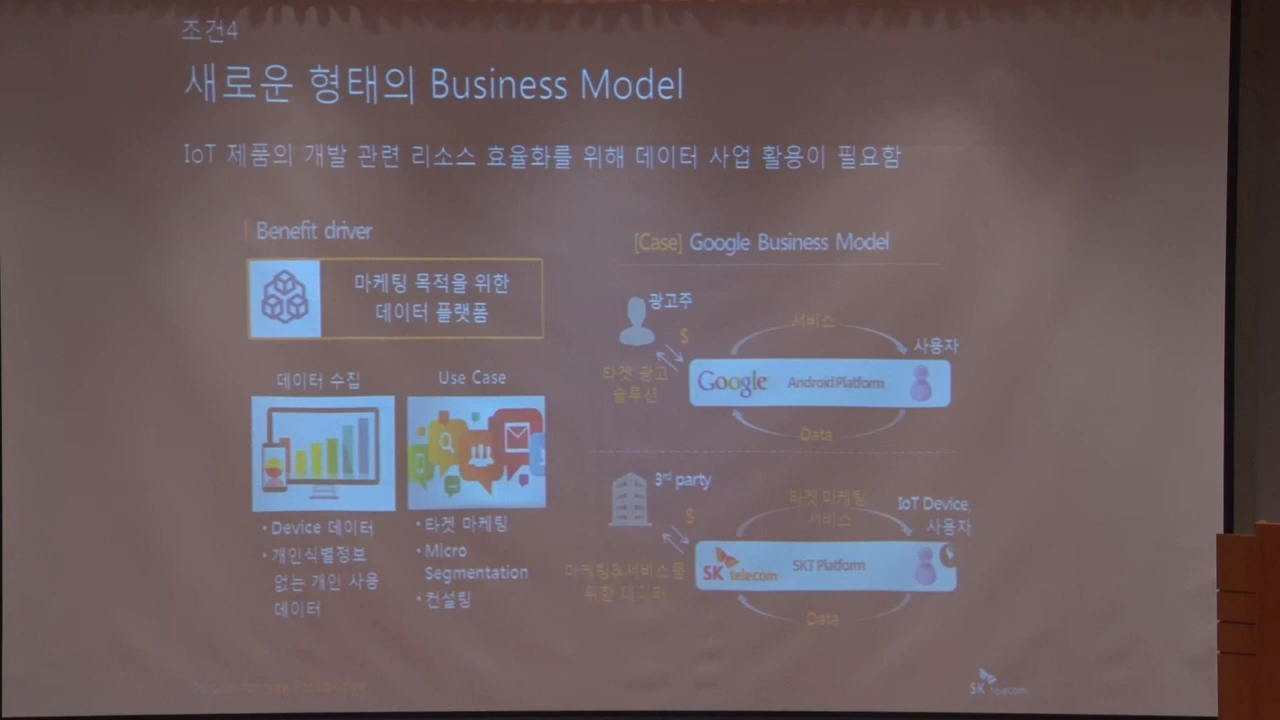 조건4
새로운 형태의 Business Model
IoT 제품의 개발 관련 리소스 효율화를 위해 데이터 사업 활용이 필요함
Benefit driver
마케팅 목적을 위한
데이터 플랫폼
데이터 수집
Use Case
• Device 데이터
• 개인식별정보
없는 개인 사용
데이터
• 타겟 마케팅
• Micro
Segmentation
• 컨설팅
[Case] Google Business Model
광고주
$
서비스
사용자
타겟 광고
솔루션
Google Android Platform
Data
3rd party
$
타겟 마케팅
서비스
IoT Device,
사용자
마케팅&서비스를
위한 데이터
SK telecom SKT Platform
Data
SK telecom